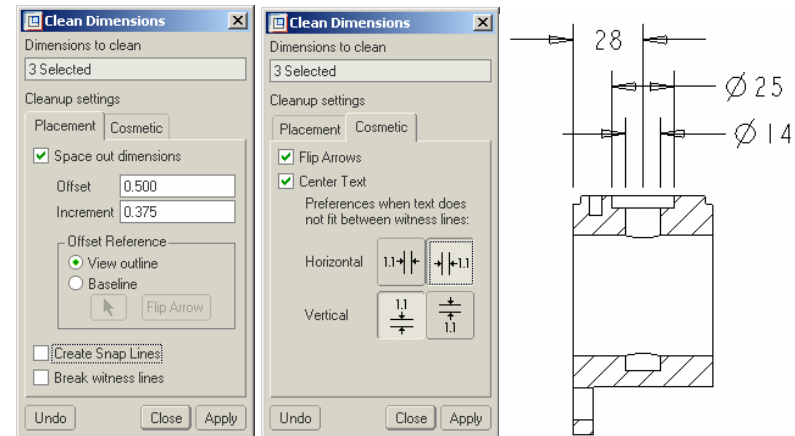 Clean Dimensions
Dimensions to clean
3 Selected
Cleanup settings
Placement Cosmetic
Space out dimensions
Offset 0.500
Increment 0.375
Offset Reference
View outline
Baseline
Flip Arrow
Create Snap Lines
Break witness lines
Undo Close Apply
Clean Dimensions
Dimensions to clean
3 Selected
Cleanup settings
Placement Cosmetic
Flip Arrows
Center Text
Preferences when text does
not fit between witness lines:
Horizontal 1.1 1.1
Vertical 1.1 1.1
Undo Close Apply
28
Ø 25
Ø 14